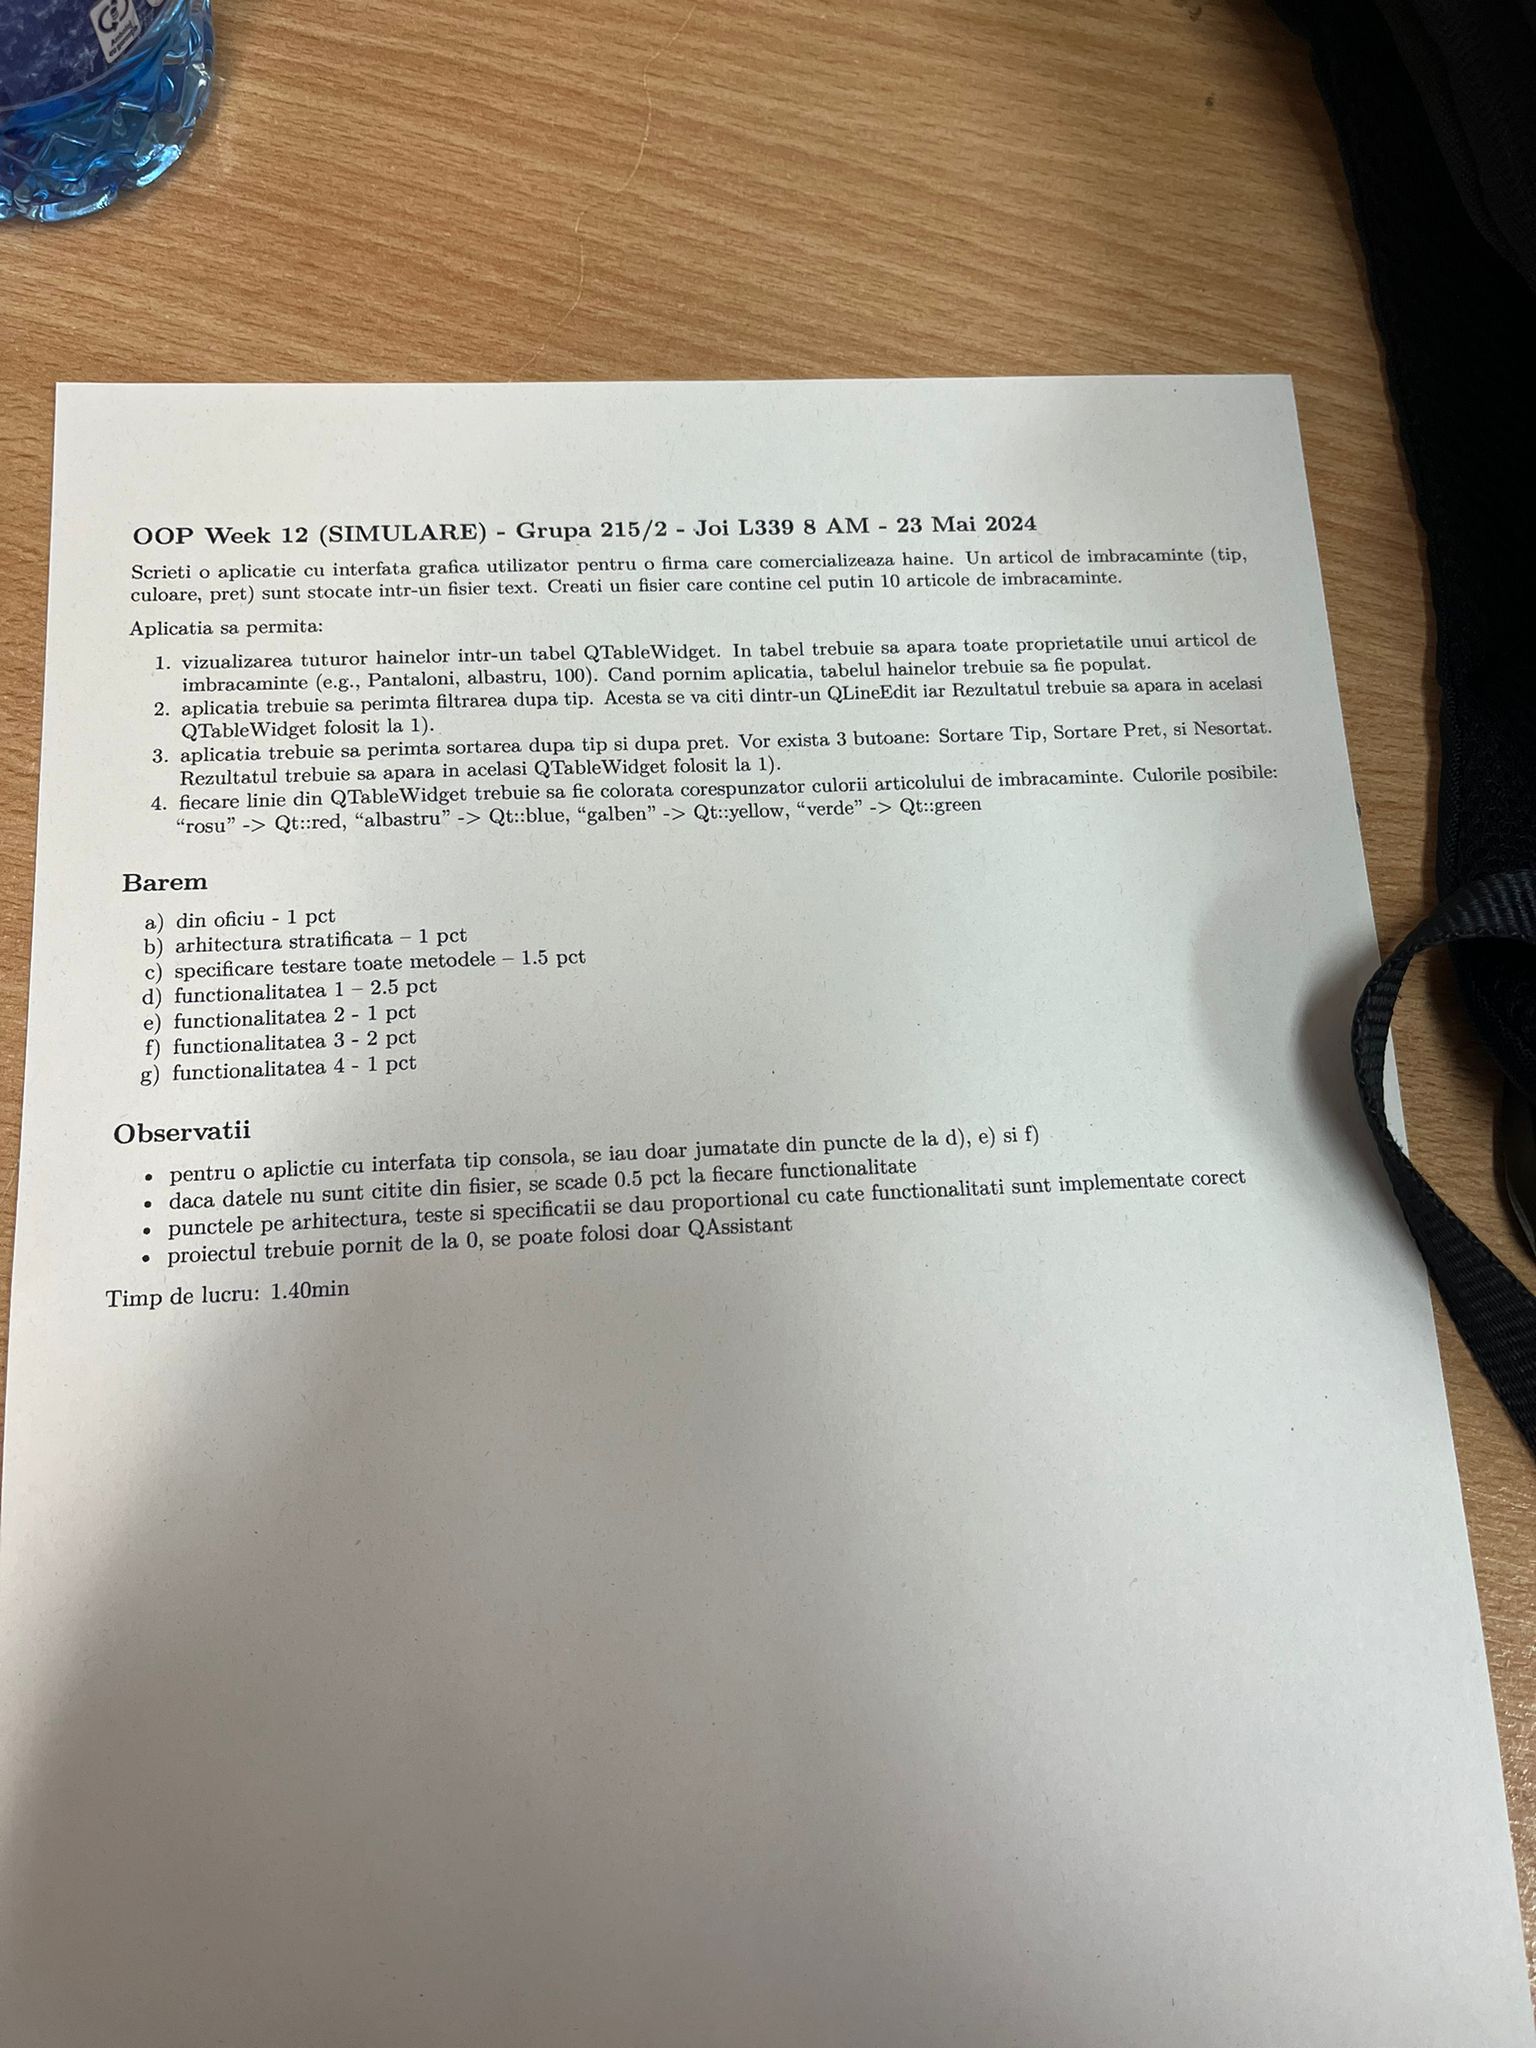 OOP Week 12 (SIMULARE) - Grupa 215/2 - Joi L339 8 AM - 23 Mai 2024
Scrieti o aplicatie cu interfata grafica utilizator pentru o firma care comercializeaza haine. Un articol de imbracaminte (tip,
culoare, pret) sunt stocate intr-un fisier text. Creati un fisier care contine cel putin 10 articole de imbracaminte.
Aplicatia sa permita:
1. vizualizarea tuturor hainelor intr-un tabel QTableWidget. In tabel trebuie sa apara toate proprietatile unui articol de
imbracaminte (e.g., Pantaloni, albastru, 100). Cand pornim aplicatia, tabelul hainelor trebuie sa fie populat.
2. aplicatia trebuie sa perimta filtrarea dupa tip. Acesta se va citi dintr-un QLineEdit iar Rezultatul trebuie sa apara in acelasi
QTableWidget folosit la 1).
3. aplicatia trebuie sa perimta sortarea dupa tip si dupa pret. Vor exista 3 butoane: Sortare Tip, Sortare Pret, si Nesortat.
Rezultatul trebuie sa apara in acelasi QTableWidget folosit la 1).
4. fiecare linie din QTableWidget trebuie sa fie colorata corespunzator culorii articolului de imbracaminte. Culorile posibile:
“rosu” -> Qt::red, “albastru” -> Qt::blue, “galben” -> Qt::yellow, “verde” -> Qt::green
Barem
a) din oficiu - 1 pct
b) arhitectura stratificata – 1 pct
c) specificare testare toate metodele – 1.5 pct
d) functionalitatea 1 – 2.5 pct
e) functionalitatea 2 - 1 pct
f) functionalitatea 3 - 2 pct
g) functionalitatea 4 - 1 pct
Observatii
• pentru o aplictie cu interfata tip consola, se iau doar jumatate din puncte de la d), e) si f)
• daca datele nu sunt citite din fisier, se scade 0.5 pct la fiecare functionalitate
• punctele pe arhitectura, teste si specificatii se dau proportional cu cate functionalitati sunt implementate corect
• proiectul trebuie pornit de la 0, se poate folosi doar QAssistant
Timp de lucru: 1.40min